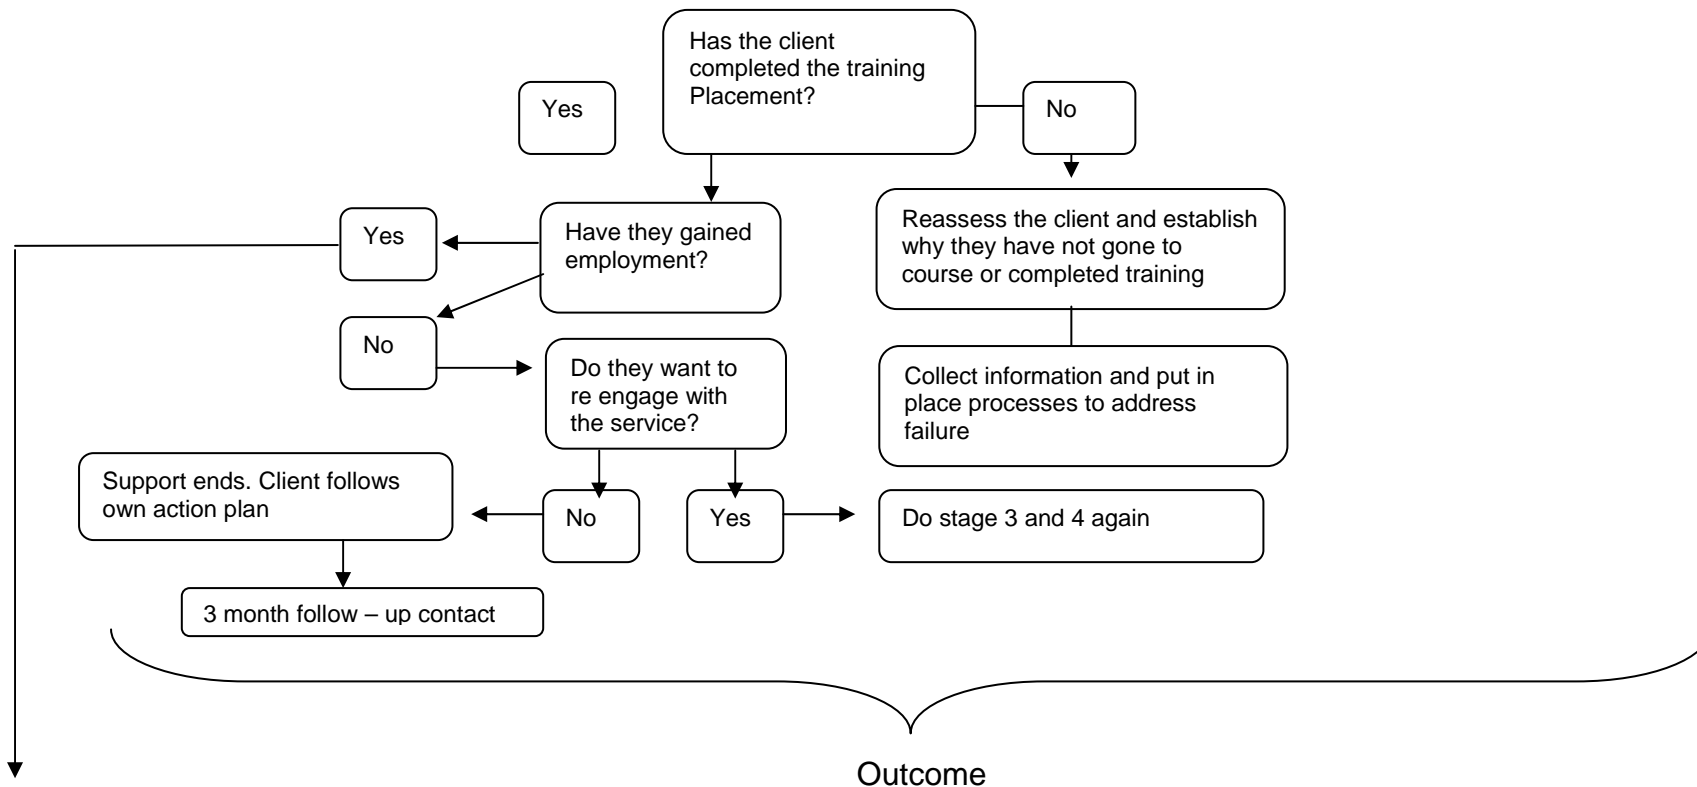 Has the client
completed the training
Placement?
Yes
No
Yes
Have they gained
employment?
Reassess the client and establish
why they have not gone to
course or completed training
No
Do they want to
re engage with
the service?
Collect information and put in
place processes to address
failure
Support ends. Client follows
own action plan
No
Yes
Do stage 3 and 4 again
3 month follow – up contact
Outcome